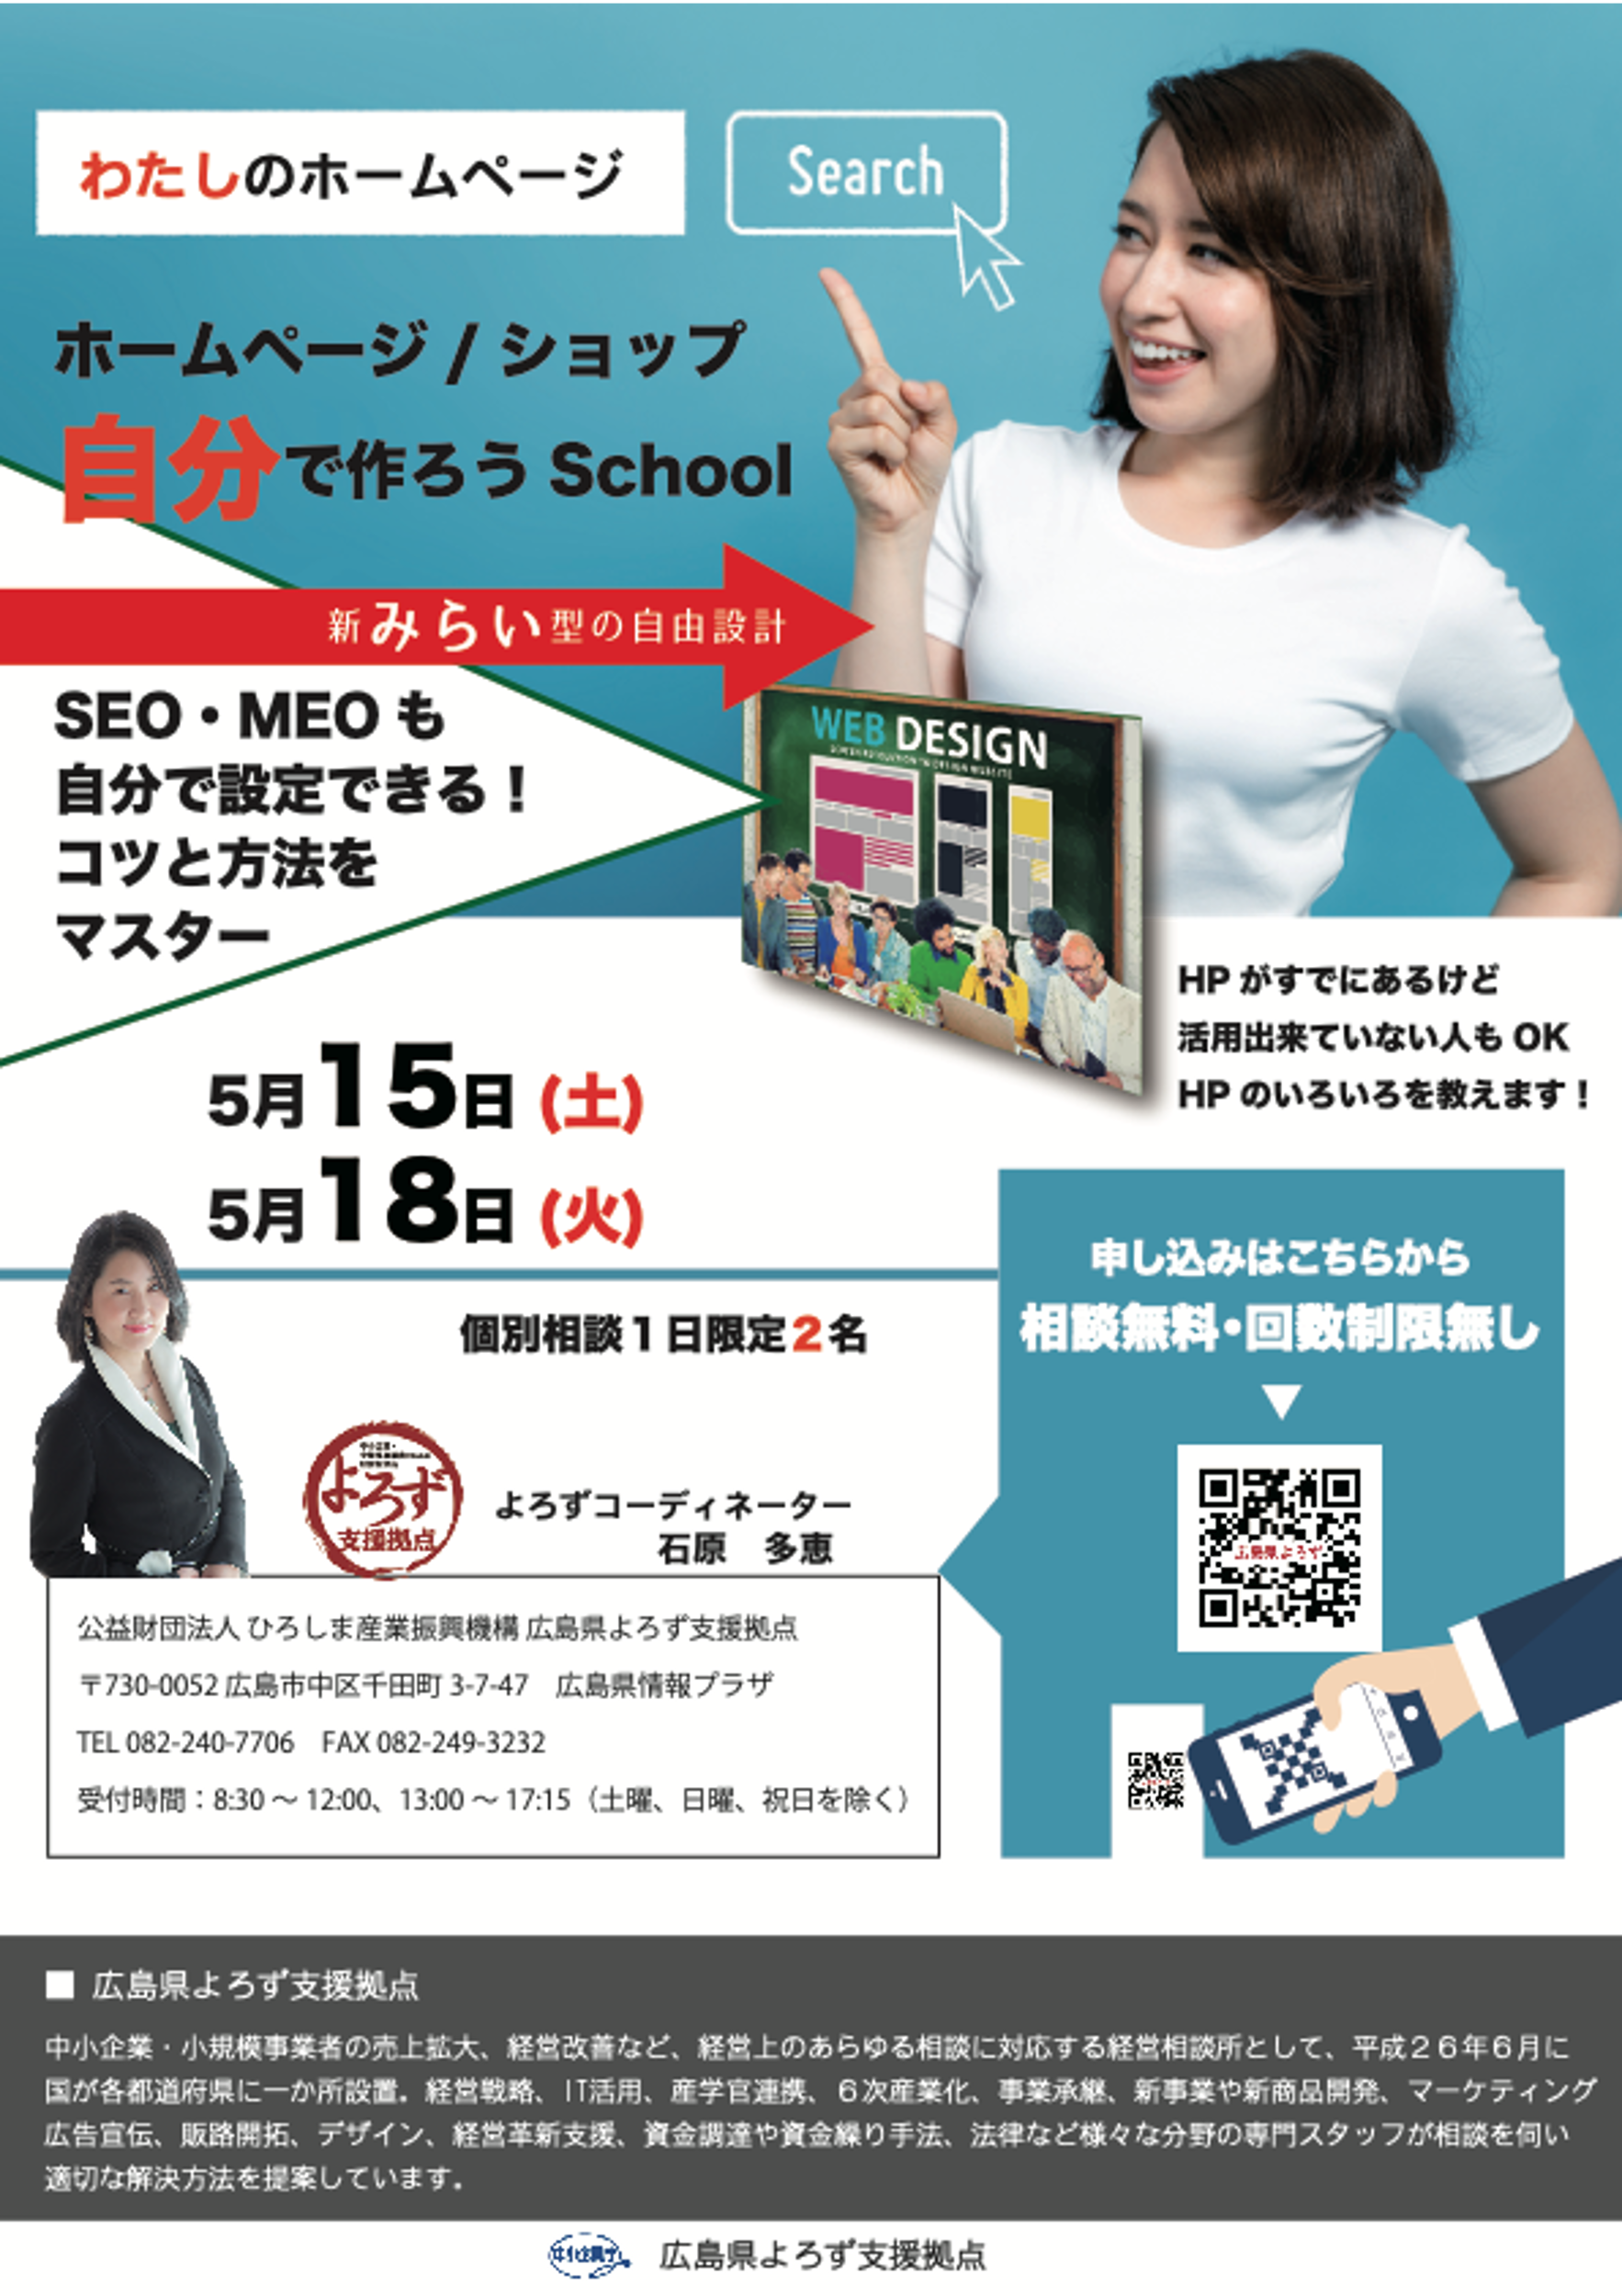 わたしのホームページ
Search
ホームページ / ショップ
自分で作ろう School
新みらい型の自由設計
SEO・MEO も
自分で設定できる！
コツと方法を
マスター
WEB DESIGN
HP がすでにあるけど
活用出来ていない人も OK
HP のいろいろを教えます！
5月15日 (土)
5月18日 (火)
個別相談１日限定２名
申し込みはこちらから
相談無料・回数制限無し
広島県よろず
よろず
支援拠点
よろずコーディネーター
石原　多恵
公益財団法人 ひろしま産業振興機構 広島県よろず支援拠点
〒730-0052 広島市中区千田町 3-7-47　広島県情報プラザ
TEL 082-240-7706　FAX 082-249-3232
受付時間：8:30 ～ 12:00、13:00 ～ 17:15（土曜、日曜、祝日を除く）
■ 広島県よろず支援拠点
中小企業・小規模事業者の売上拡大、経営改善など、経営上のあらゆる相談に対応する経営相談所として、平成２６年６月に
国が各都道府県に一か所設置。経営戦略、IT活用、産学官連携、６次産業化、事業承継、新事業や新商品開発、マーケティング
広告宣伝、販路開拓、デザイン、経営革新支援、資金調達や資金繰り手法、法律など様々な分野の専門スタッフが相談を伺い
適切な解決方法を提案しています。
広島県よろず支援拠点